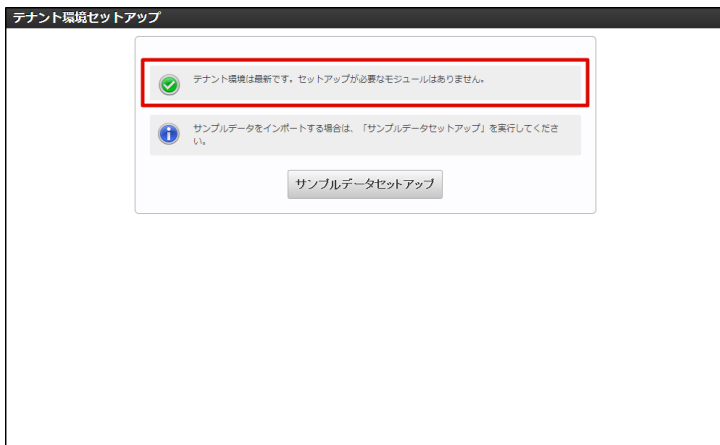 テナント環境セットアップ
テナント環境は最新です。セットアップが必要なモジュールはありません。
サンプルデータをインポートする場合は、「サンプルデータセットアップ」を実行してくださ
い。
サンプルデータセットアップ